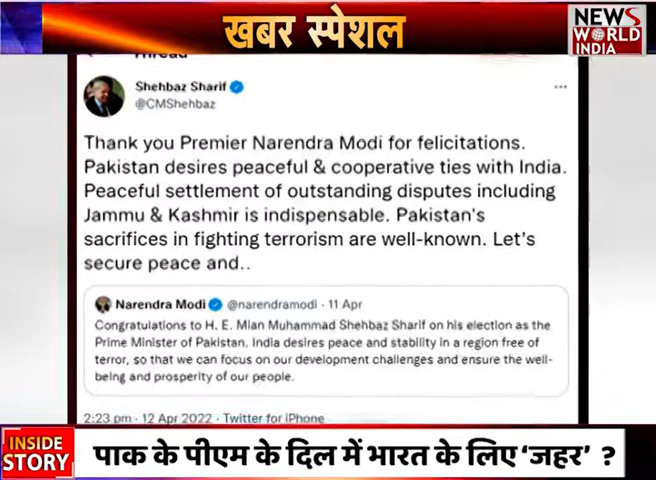 खबर स्पेशल
NEWS
WORLD
INDIA
Thread
Shehbaz Sharif
@CMShehbaz
Thank you Premier Narendra Modi for felicitations.
Pakistan desires peaceful & cooperative ties with India.
Peaceful settlement of outstanding disputes including
Jammu & Kashmir is indispensable. Pakistan's
sacrifices in fighting terrorism are well-known. Let's
secure peace and..
Narendra Modi @narendramodi · 11 Apr
Congratulations to H. E. Mian Muhammad Shehbaz Sharif on his election as the
Prime Minister of Pakistan. India desires peace and stability in a region free of
terror, so that we can focus on our development challenges and ensure the well-
being and prosperity of our people.
2:23 pm · 12 Apr 2022 · Twitter for iPhone
INSIDE
STORY
पाक के पीएम के दिल में भारत के लिए ‘जहर’ ?